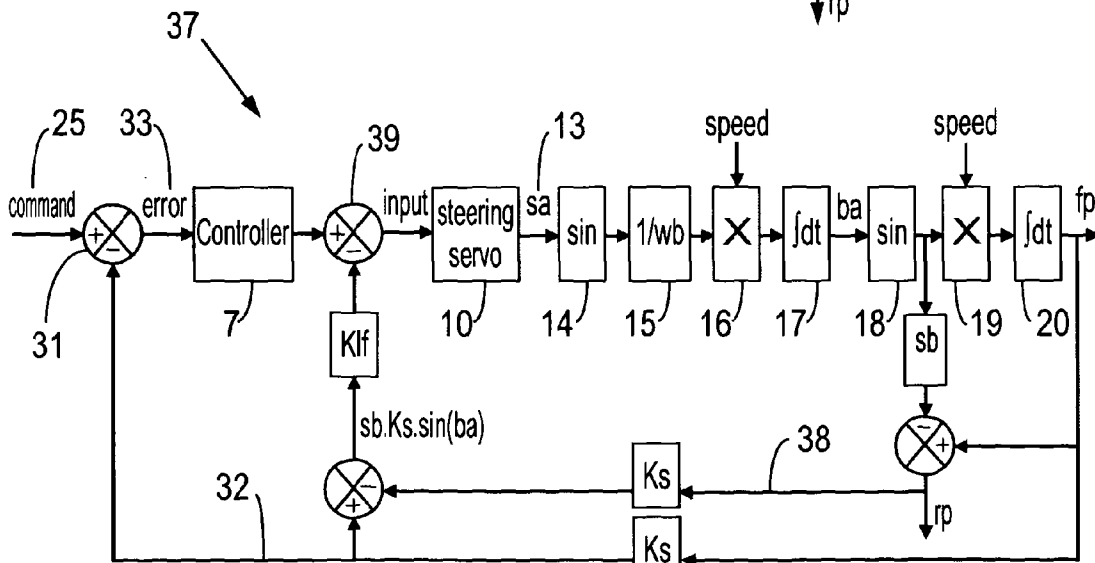 rp
37
25 33 39 13 speed speed
command error input sa ba fp
+ − Controller + − steering servo sin 1/wb X ∫dt sin X ∫dt
31 7 10 14 15 16 17 18 19 20
Klf sb
sb.Ks.sin(ba) − +
32 − + Ks 38 rp
Ks